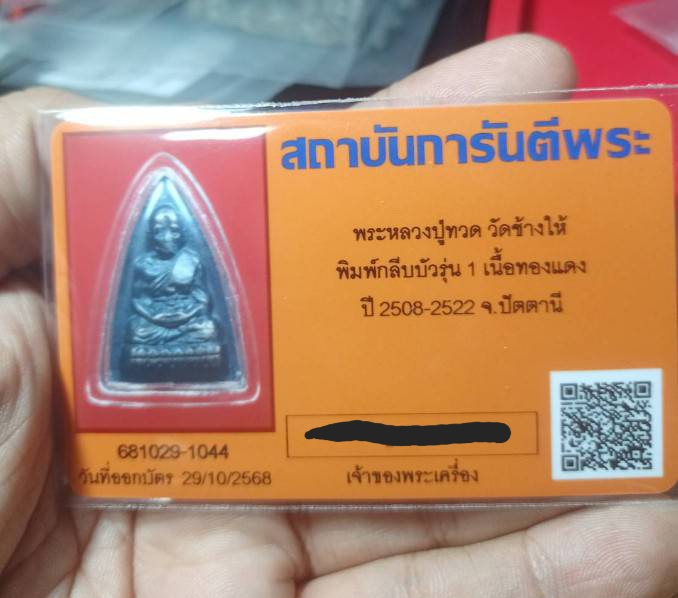 สถาบันการันตีพระ
พระหลวงปู่ทวด วัดช้างให้
พิมพ์กลีบบัวรุ่น 1 เนื้อทองแดง
ปี 2508-2522 จ.ปัตตานี
681029-1044
วันที่ออกบัตร 29/10/2568
เจ้าของพระเครื่อง